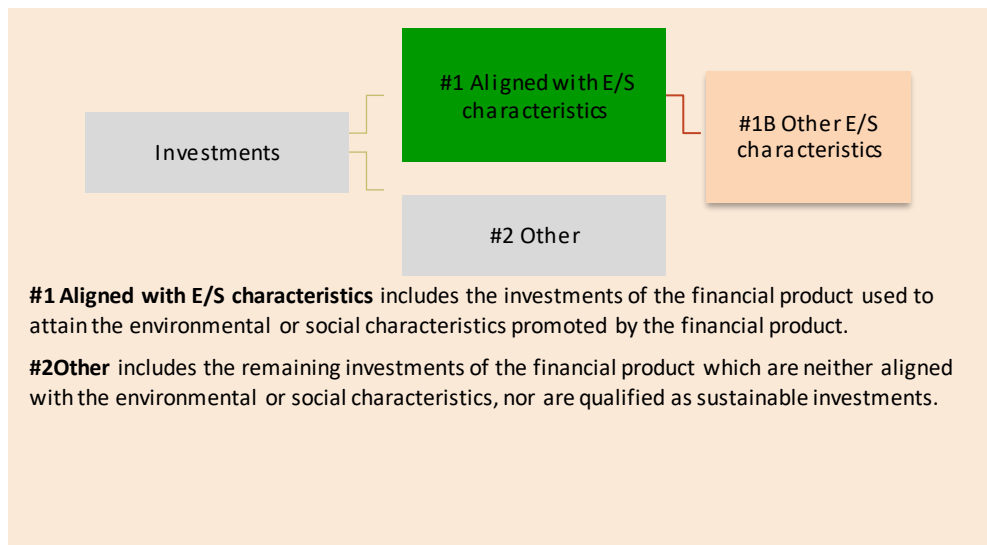 #1 Aligned with E/S
characteristics
#1B Other E/S
characteristics
Investments
#2 Other
#1 Aligned with E/S characteristics includes the investments of the financial product used to
attain the environmental or social characteristics promoted by the financial product.
#2Other includes the remaining investments of the financial product which are neither aligned
with the environmental or social characteristics, nor are qualified as sustainable investments.